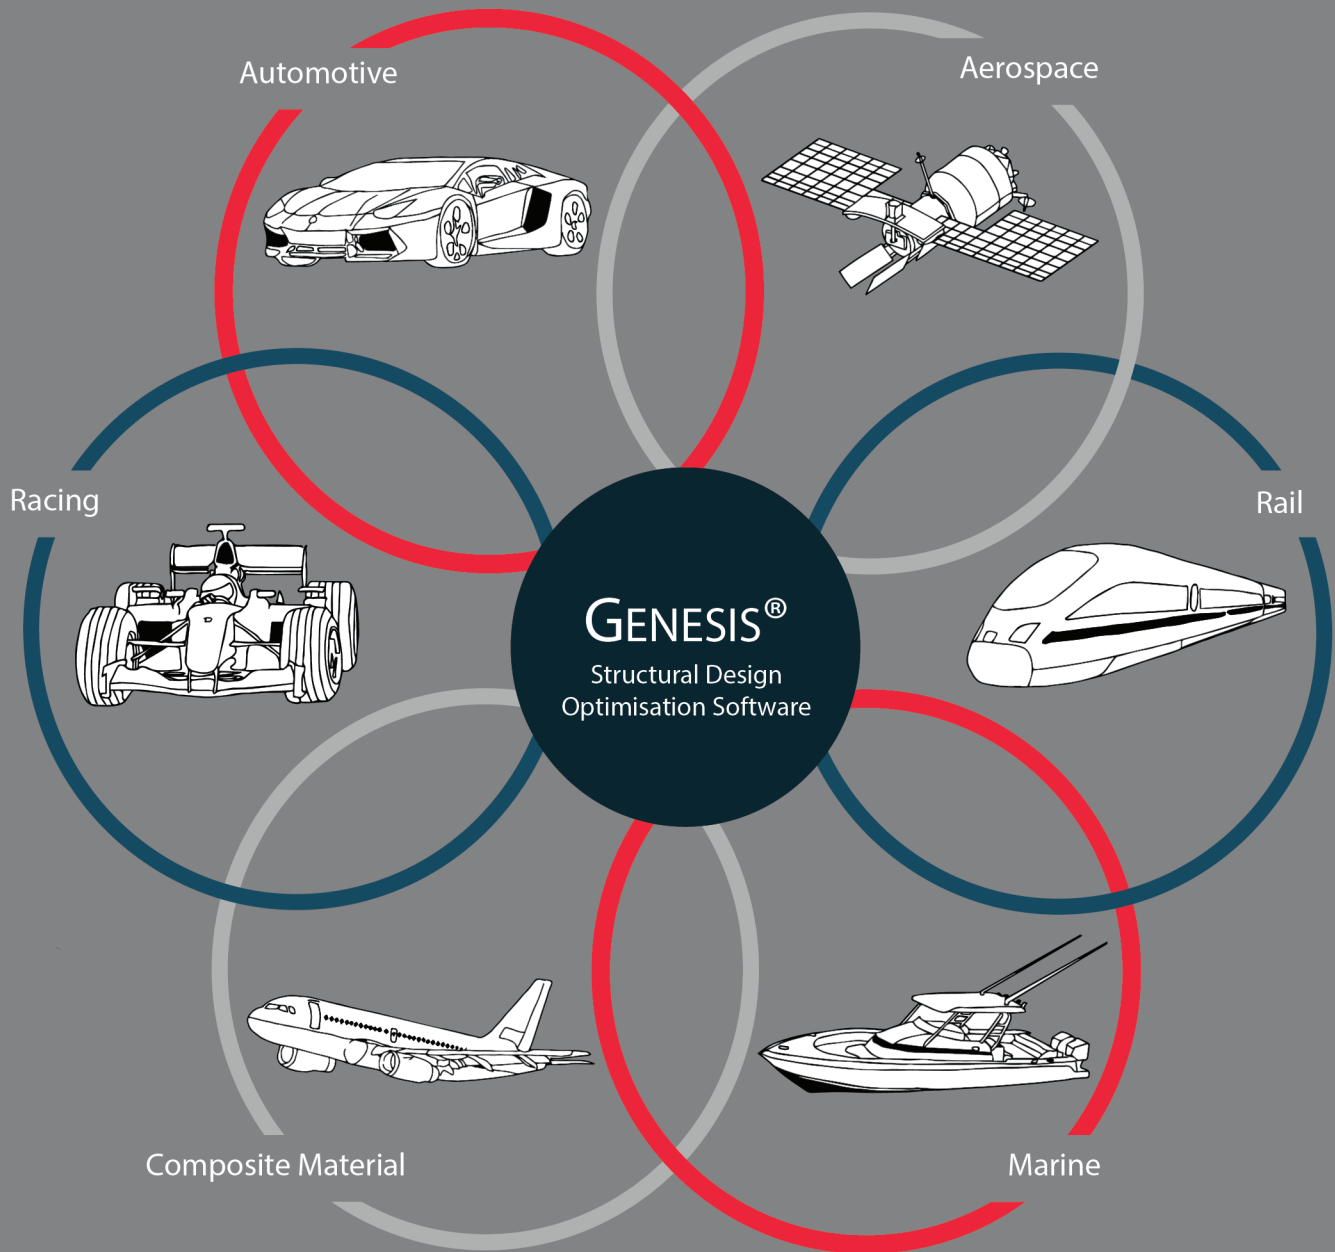 Automotive
Aerospace
Racing
Rail
GENESIS®
Structural Design
Optimisation Software
Composite Material
Marine